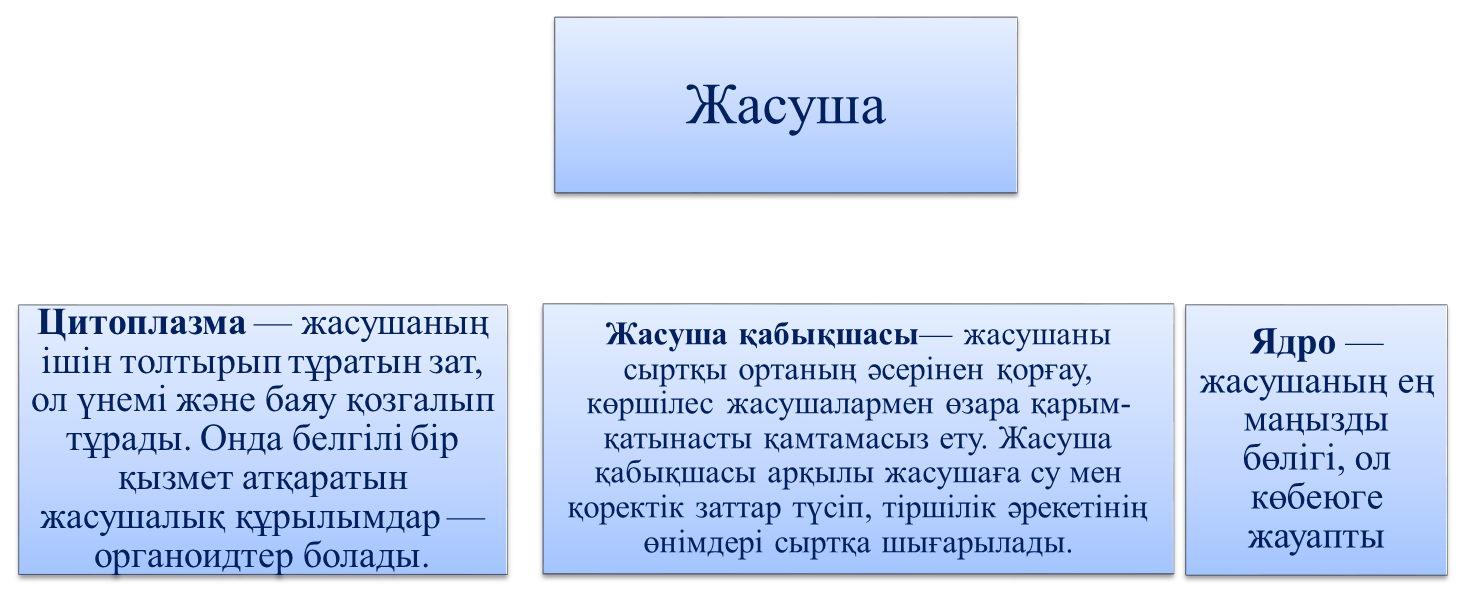 Жасуша
Цитоплазма — жасушаның
ішін толтырып тұратын зат,
ол үнемі және баяу қозгалып
тұрады. Онда белгілі бір
қызмет атқаратын
жасушалық құрылымдар —
органоидтер болады.
Жасуша қабықшасы— жасушаны
сыртқы ортаның әсерінен қорғау,
көршілес жасушалармен өзара қарым-
қатынасты қамтамасыз ету. Жасуша
қабықшасы арқылы жасушаға су мен
қоректік заттар түсіп, тіршілік әрекетінің
өнімдері сыртқа шығарылады.
Ядро —
жасушаның ең
маңызды
бөлігі, ол
көбеюге
жауапты